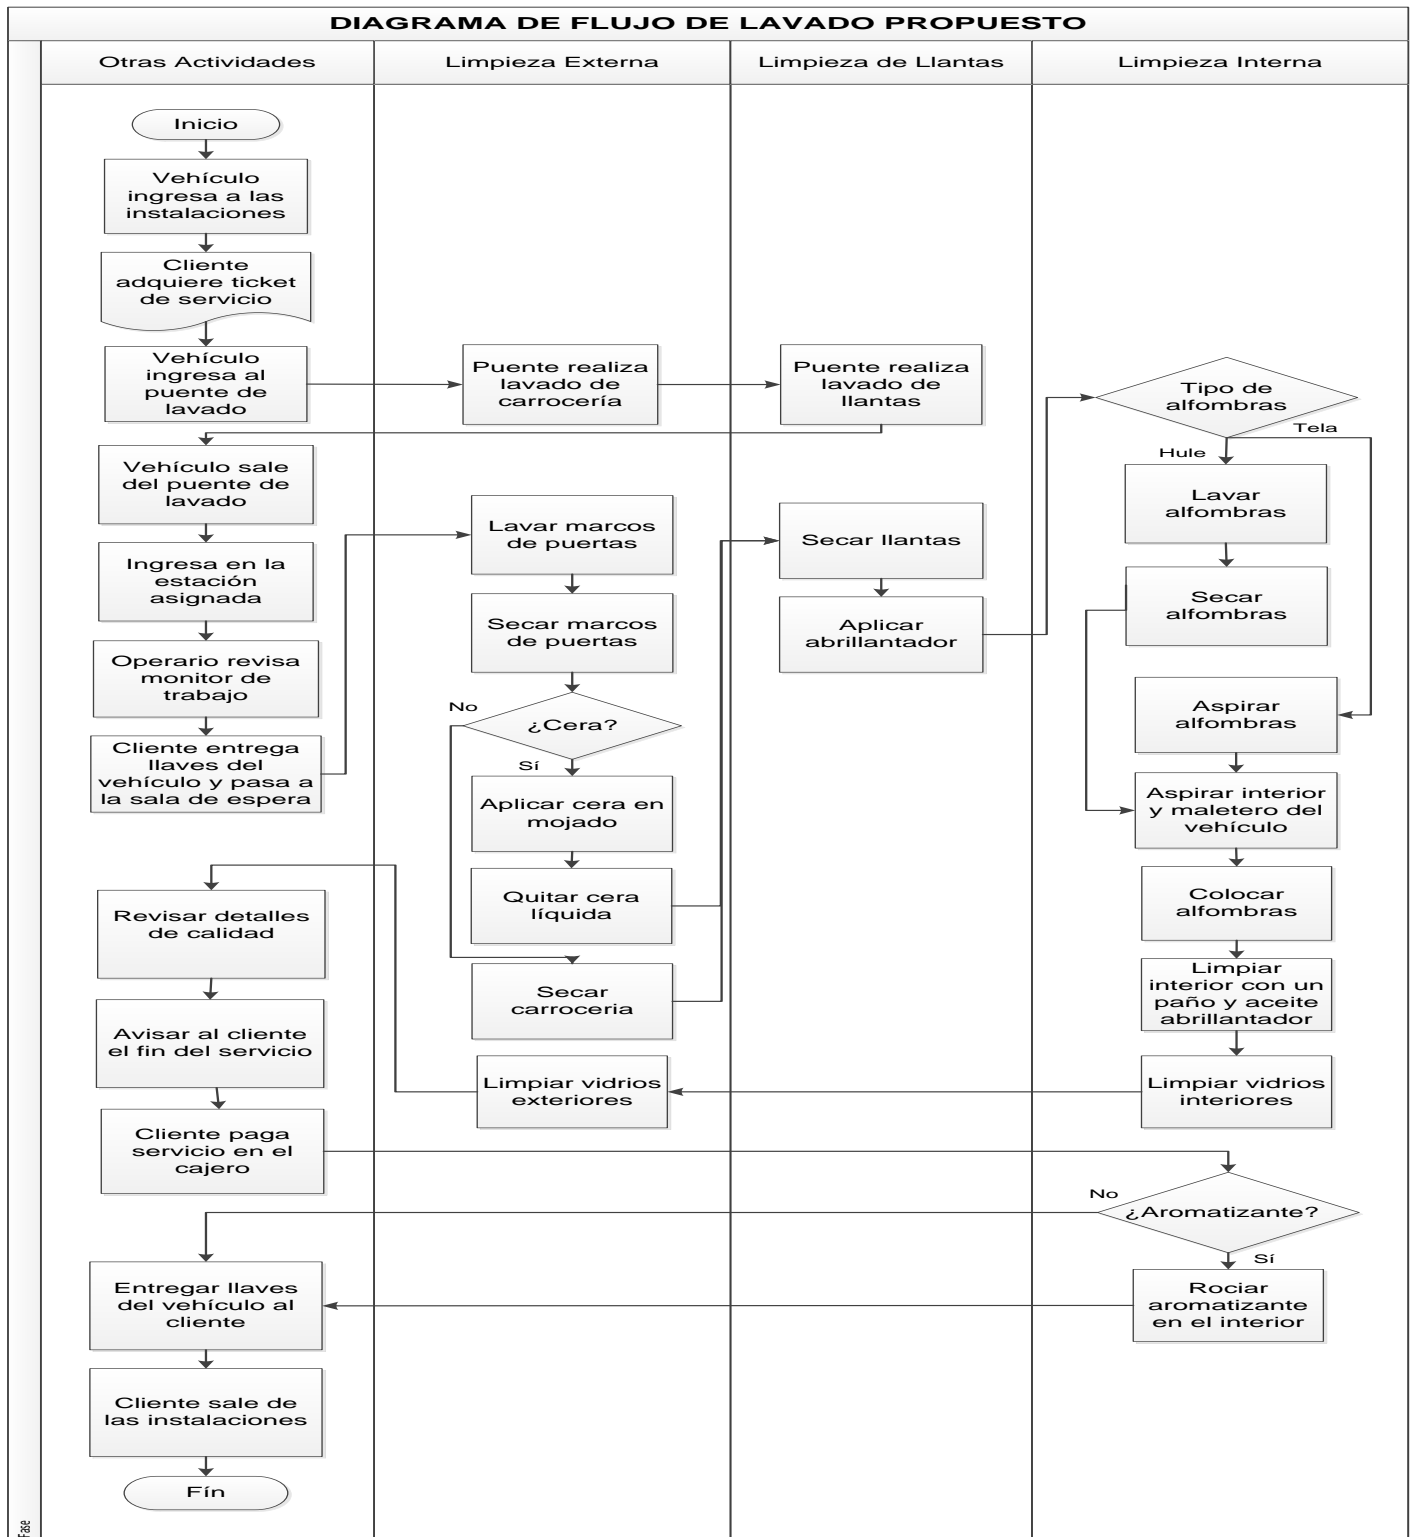 DIAGRAMA DE FLUJO DE LAVADO PROPUESTO
Otras Actividades
Limpieza Externa
Limpieza de Llantas
Limpieza Interna
Inicio
Vehículo
ingresa a las
instalaciones
Cliente
adquiere ticket
de servicio
Vehículo
ingresa al
puente de
lavado
Puente realiza
lavado de
carrocería
Puente realiza
lavado de
llantas
Vehículo sale
del puente de
lavado
Ingresa en la
estación
asignada
Operario revisa
monitor de
trabajo
Cliente entrega
llaves del
vehículo y pasa a
la sala de espera
Lavar marcos
de puertas
Secar marcos
de puertas
¿Cera?
No
Sí
Aplicar cera en
mojado
Quitar cera
líquida
Secar
carroceria
Secar llantas
Aplicar
abrillantador
Tipo de
alfombras
Tela
Hule
Lavar
alfombras
Secar
alfombras
Aspirar
alfombras
Aspirar interior
y maletero del
vehículo
Colocar
alfombras
Limpiar
interior con un
paño y aceite
abrillantador
Limpiar vidrios
interiores
Limpiar vidrios
exteriores
Revisar detalles
de calidad
Avisar al cliente
el fin del servicio
Cliente paga
servicio en el
cajero
¿Aromatizante?
No
Sí
Rociar
aromatizante
en el interior
Entregar llaves
del vehículo al
cliente
Cliente sale de
las instalaciones
Fín
Fase